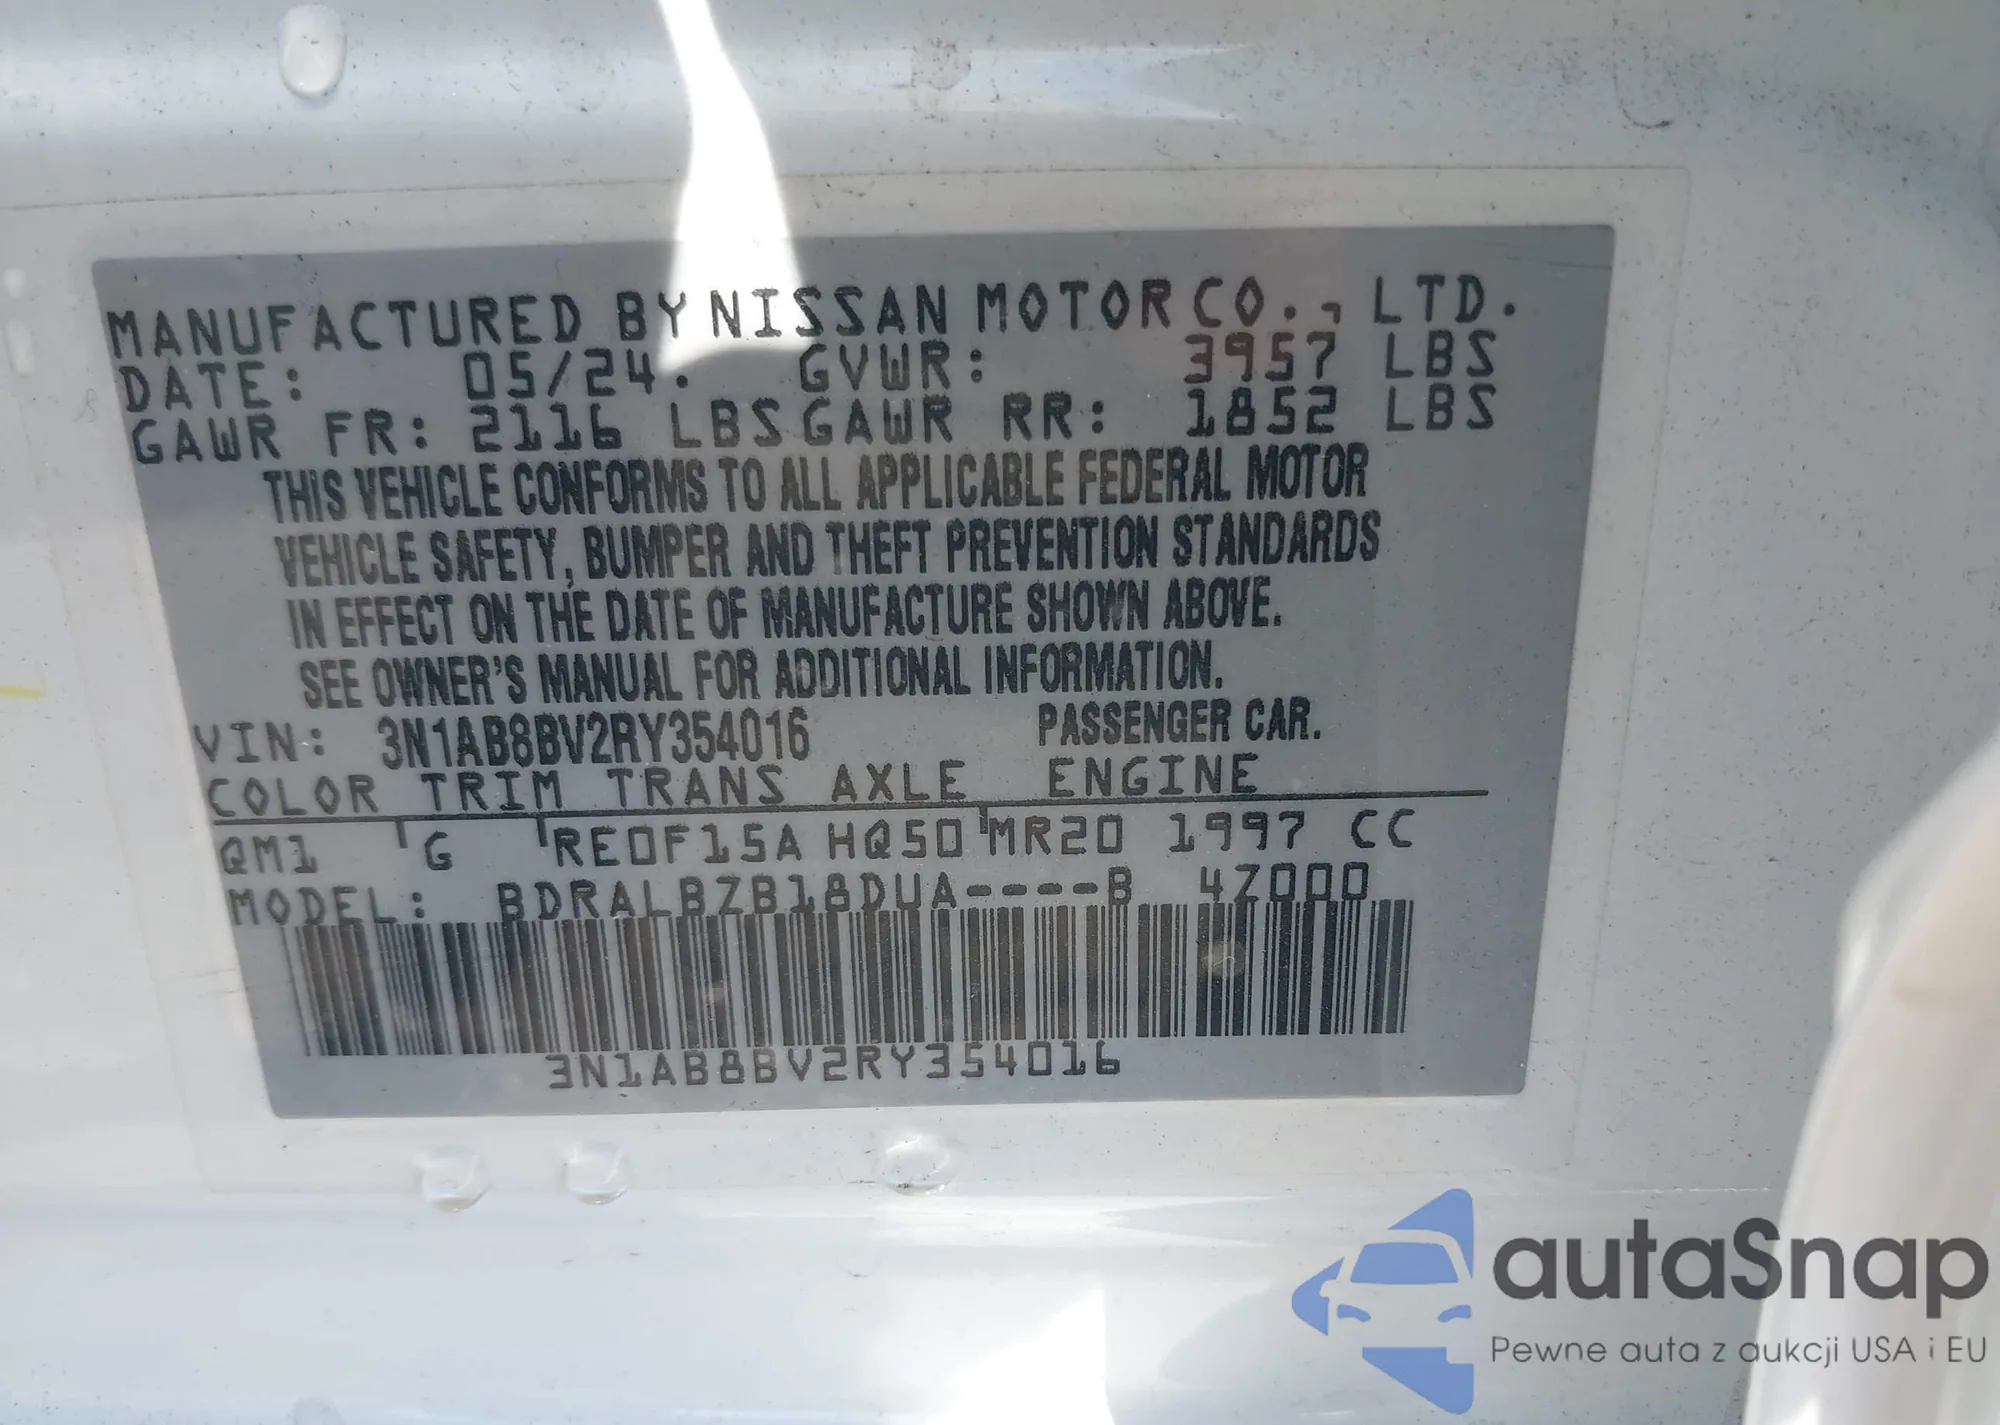 MANUFACTURED BY NISSAN MOTOR CO., LTD.
DATE: 05/24. GVWR: 3957 LBS
GAWR FR: 2116 LBS GAWR RR: 1852 LBS
THIS VEHICLE CONFORMS TO ALL APPLICABLE FEDERAL MOTOR
VEHICLE SAFETY, BUMPER AND THEFT PREVENTION STANDARDS
IN EFFECT ON THE DATE OF MANUFACTURE SHOWN ABOVE.
SEE OWNER'S MANUAL FOR ADDITIONAL INFORMATION.
VIN: 3N1AB8BV2RY354016 PASSENGER CAR.
COLOR TRIM TRANS AXLE ENGINE
QM1 G RE0F15A HQ50 MR20 1997 CC
MODEL: BDRALBZB18DUA----B 4Z000
3N1AB8BV2RY354016
autaSnap
Pewne auta z aukcji USA i EU